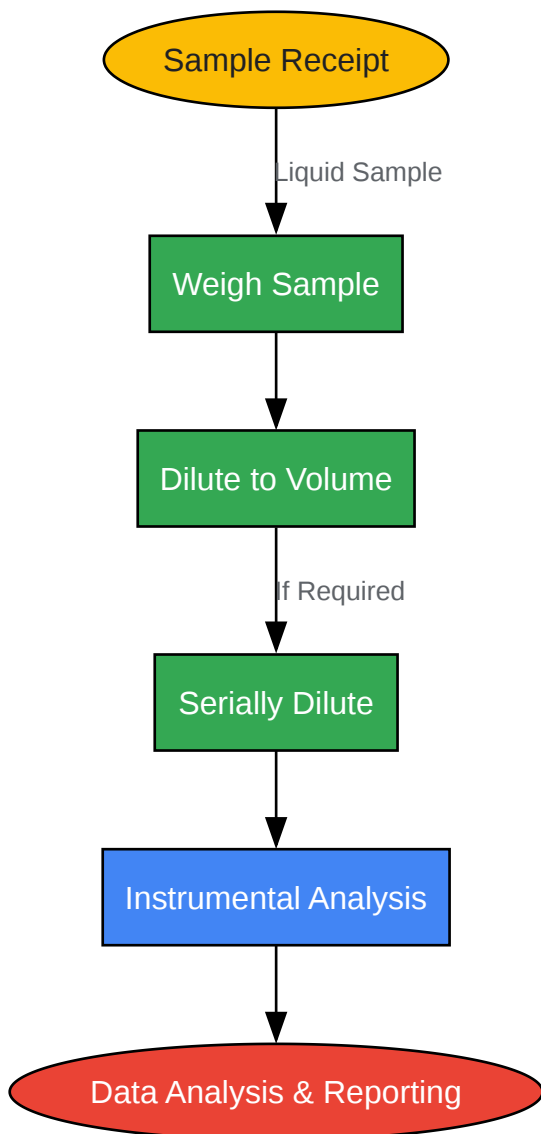 Sample Receipt
Liquid Sample
Weigh Sample
Dilute to Volume
If Required
Serially Dilute
Instrumental Analysis
Data Analysis & Reporting